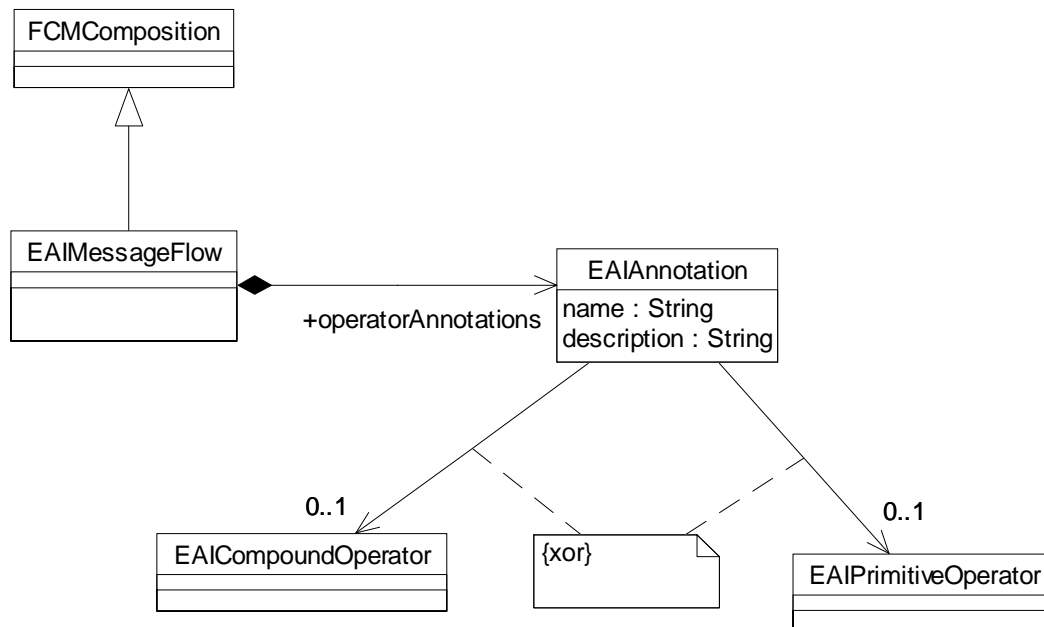 FCMComposition
EAIMessageFlow
EAIAnnotation
name : String
description : String
+operatorAnnotations
0..1
0..1
EAICompoundOperator
{xor}
EAIPrimitiveOperator